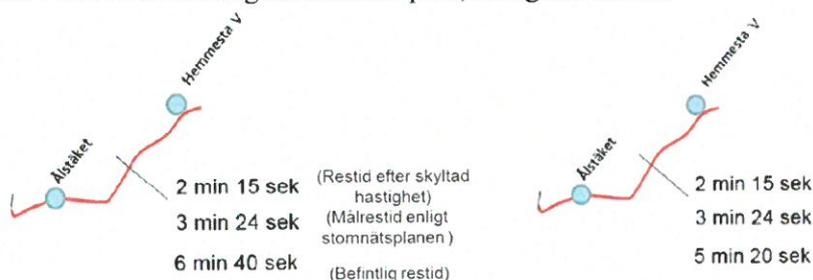 Hemmesta V
Ålstäket
2 min 15 sek
(Restid efter skyltad
hastighet)
3 min 24 sek
(Målrestid enligt
stomnätsplanen )
6 min 40 sek
(Befintlig restid)
Hemmesta V
Ålstäket
2 min 15 sek
3 min 24 sek
5 min 20 sek